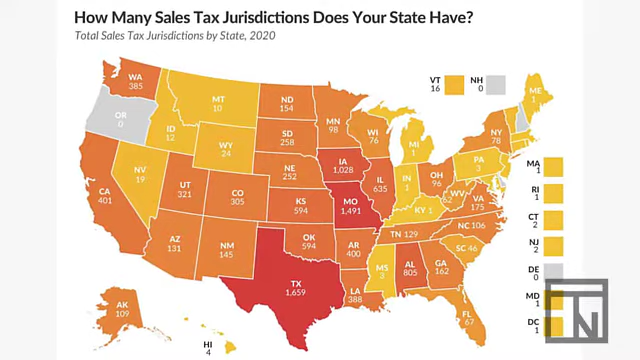 How Many Sales Tax Jurisdictions Does Your State Have?
Total Sales Tax Jurisdictions by State, 2020
WA
385
OR
0
CA
401
NV
19
ID
12
MT
10
WY
24
UT
321
AZ
131
CO
305
NM
145
ND
154
SD
258
NE
252
KS
594
OK
594
TX
1,659
MN
98
IA
1,028
MO
1,491
AR
400
LA
388
WI
76
IL
635
MI
1
IN
1
OH
96
KY 1
TN 129
MS
3
AL
805
GA
162
FL
67
SC 46
NC 106
VA
175
WV
62
PA
3
NY
78
ME
1
VT
16
NH
0
MA
1
RI
1
CT
2
NJ
2
DE
0
MD
1
DC
1
AK
109
HI
4
TN